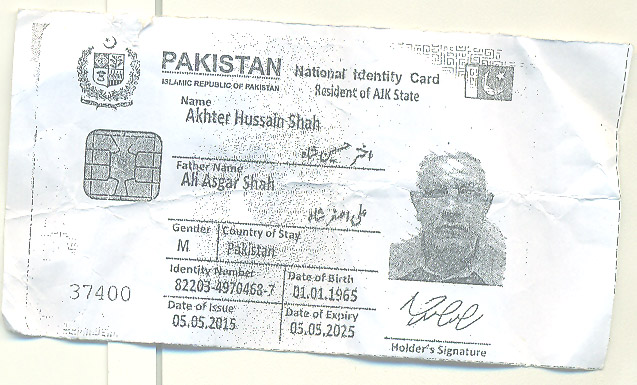 PAKISTAN National Identity Card
ISLAMIC REPUBLIC OF PAKISTAN Resident of AJK State
Name
Akhter Hussain Shah
اختر حسین شاہ
Father Name
Ali Asgar Shah
علی اصغر شاہ
Gender Country of Stay
M Pakistan
Identity Number Date of Birth
82203-4970468-7 01.01.1965
37400
Date of Issue Date of Expiry
05.05.2015 05.05.2025
Holder's Signature